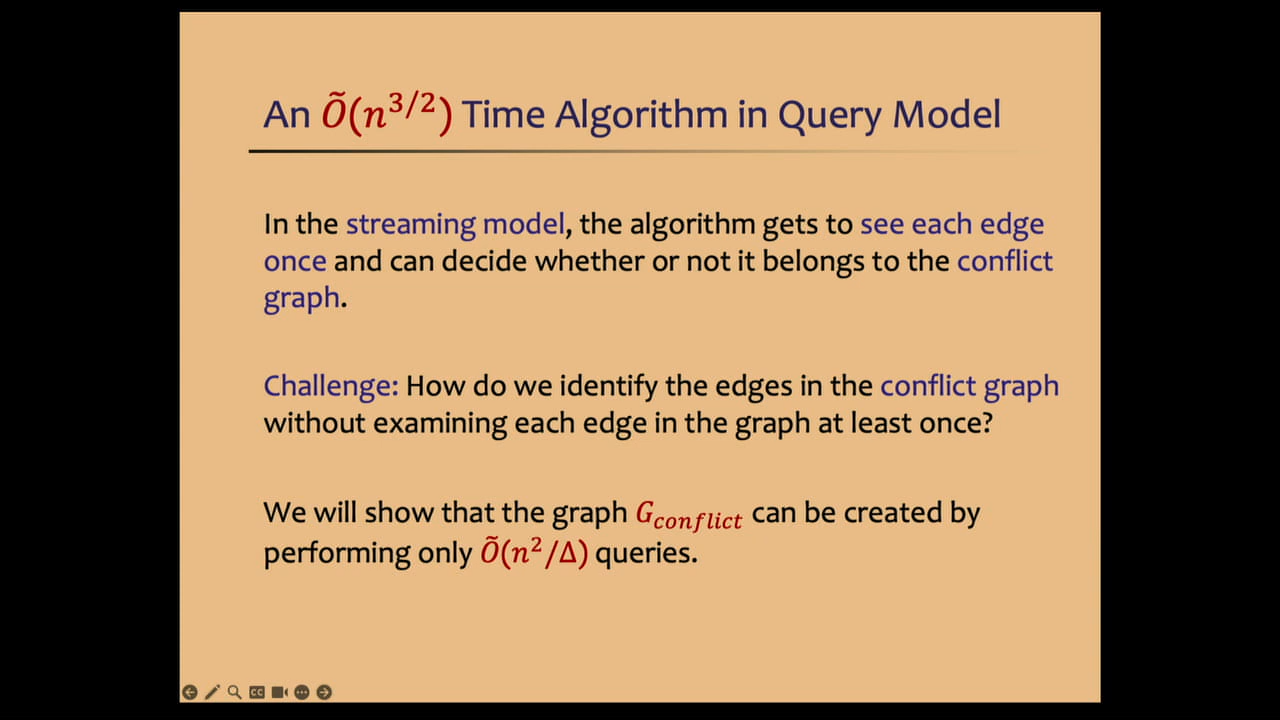 An Õ(n^{3/2}) Time Algorithm in Query Model
In the streaming model, the algorithm gets to see each edge
once and can decide whether or not it belongs to the conflict
graph.
Challenge: How do we identify the edges in the conflict graph
without examining each edge in the graph at least once?
We will show that the graph G_{conflict} can be created by
performing only Õ(n^2/Δ) queries.
CC